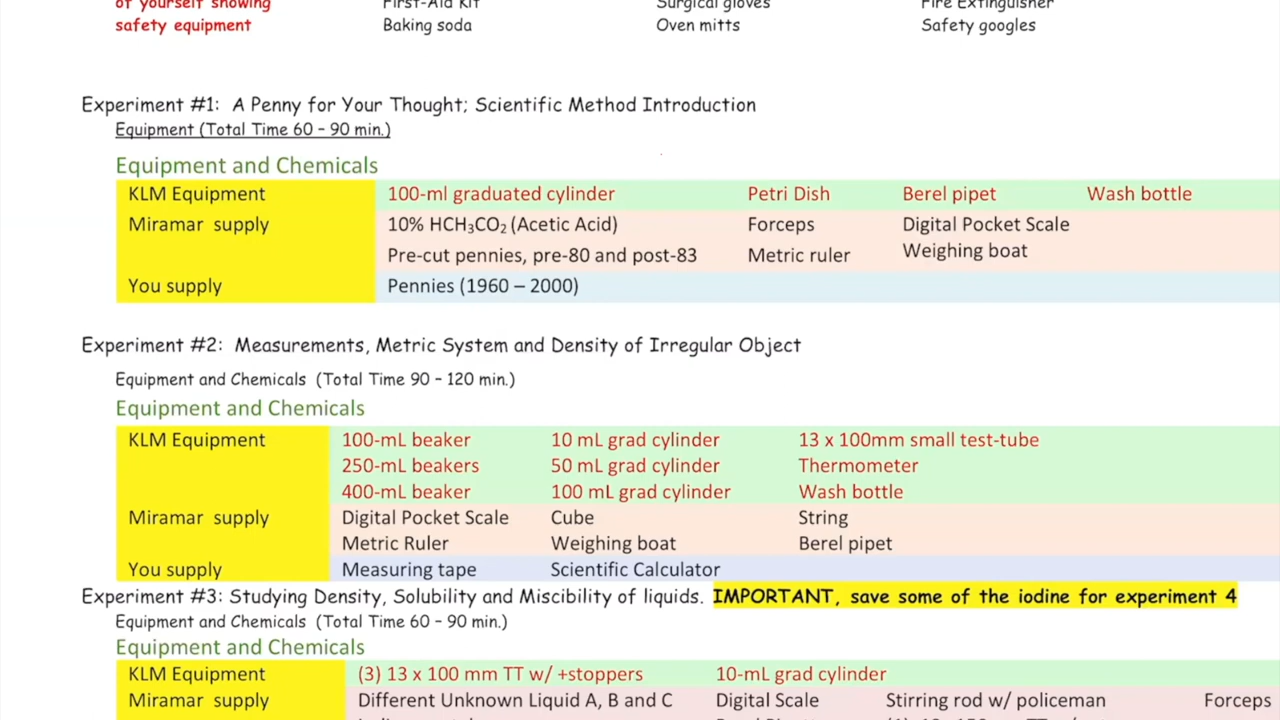 of yourself showing First-Aid Kit Surgical gloves Fire Extinguisher
safety equipment Baking soda Oven mitts Safety googles
Experiment #1: A Penny for Your Thought; Scientific Method Introduction
Equipment (Total Time 60 – 90 min.)
Equipment and Chemicals
KLM Equipment 100-ml graduated cylinder Petri Dish Berel pipet Wash bottle
Miramar supply 10% HCH₃CO₂ (Acetic Acid) Forceps Digital Pocket Scale
Pre-cut pennies, pre-80 and post-83 Metric ruler Weighing boat
You supply Pennies (1960 – 2000)
Experiment #2: Measurements, Metric System and Density of Irregular Object
Equipment and Chemicals (Total Time 90 – 120 min.)
Equipment and Chemicals
KLM Equipment 100-mL beaker 10 mL grad cylinder 13 x 100mm small test-tube
250-mL beakers 50 mL grad cylinder Thermometer
400-mL beaker 100 mL grad cylinder Wash bottle
Miramar supply Digital Pocket Scale Cube String
Metric Ruler Weighing boat Berel pipet
You supply Measuring tape Scientific Calculator
Experiment #3: Studying Density, Solubility and Miscibility of liquids. IMPORTANT, save some of the iodine for experiment 4
Equipment and Chemicals (Total Time 60 – 90 min.)
Equipment and Chemicals
KLM Equipment (3) 13 x 100 mm TT w/ +stoppers 10-mL grad cylinder
Miramar supply Different Unknown Liquid A, B and C Digital Scale Stirring rod w/ policeman Forceps